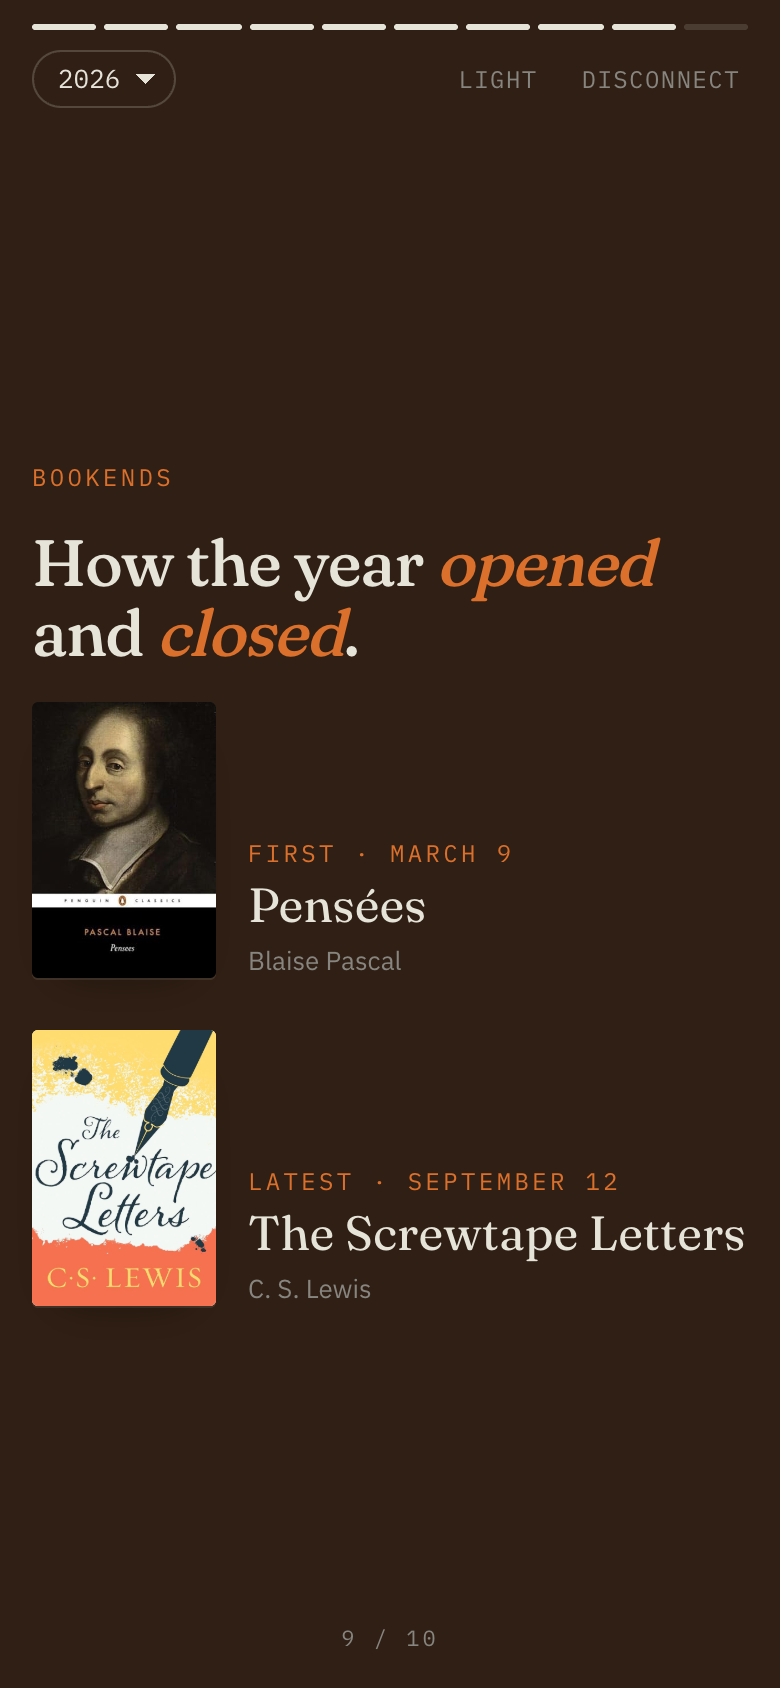 2026
LIGHT DISCONNECT
BOOKENDS
How the year opened
and closed.
PENGUIN CLASSICS
PASCAL BLAISE
Pensees
FIRST · MARCH 9
Pensées
Blaise Pascal
The
Screwtape
Letters
C·S· LEWIS
LATEST · SEPTEMBER 12
The Screwtape Letters
C. S. Lewis
9 / 10